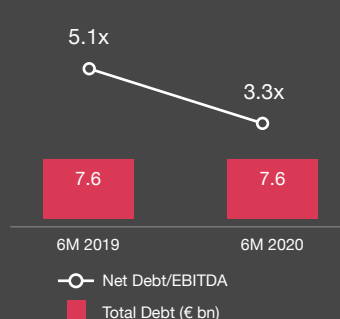 5.1x
3.3x
7.6 7.6
6M 2019 6M 2020
Net Debt/EBITDA
Total Debt (€ bn)